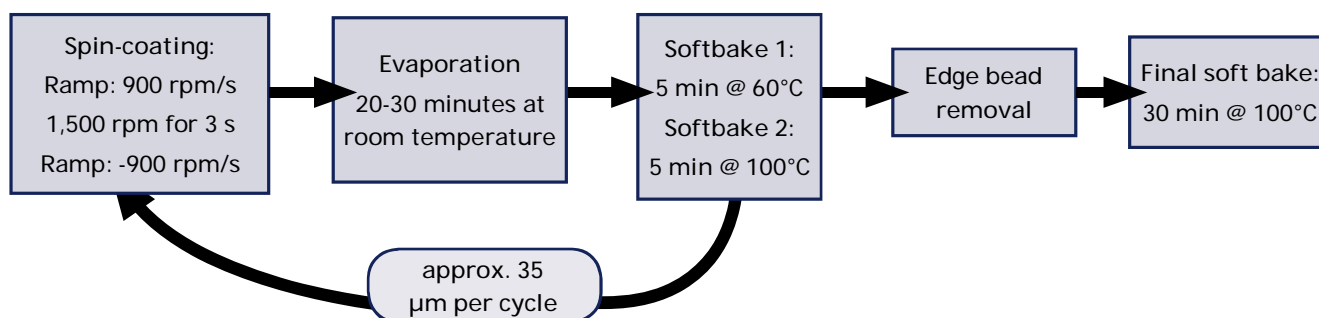 Spin-coating:
Ramp: 900 rpm/s
1,500 rpm for 3 s
Ramp: -900 rpm/s
Evaporation
20-30 minutes at
room temperature
Softbake 1:
5 min @ 60°C
Softbake 2:
5 min @ 100°C
Edge bead
removal
Final soft bake:
30 min @ 100°C
approx. 35
µm per cycle